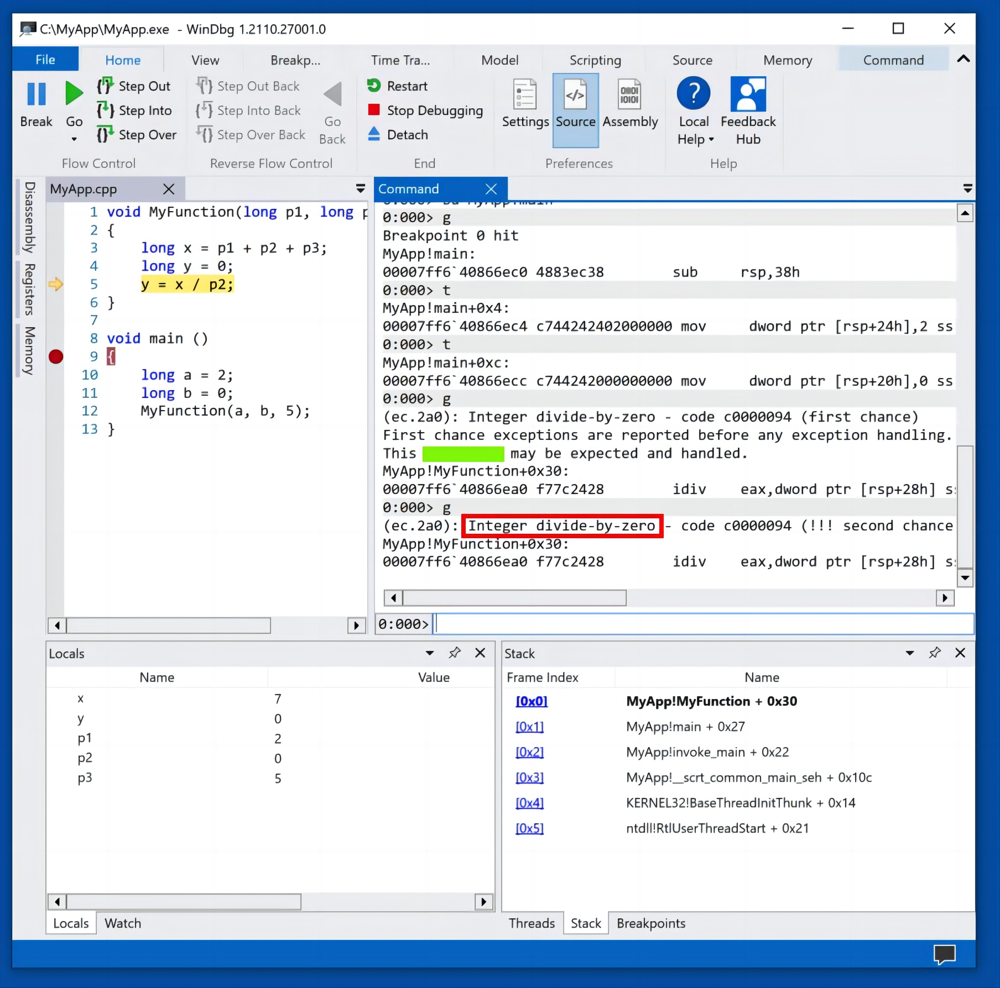 C:\MyApp\MyApp.exe - WinDbg 1.2110.27001.0
File Home View Breakp... Time Tra... Model Scripting Source Memory Command
Break
Go
Step Out
Step Into
Step Over
Flow Control
Step Out Back
Step Into Back
Step Over Back
Go Back
Reverse Flow Control
Restart
Stop Debugging
Detach
End
Settings
Source
Assembly
Preferences
Local Help
Feedback Hub
Help
Disassembly
Registers
Memory
MyApp.cpp
1 void MyFunction(long p1, long p
2 {
3 long x = p1 + p2 + p3;
4 long y = 0;
5 y = x / p2;
6 }
7
8 void main ()
9 {
10 long a = 2;
11 long b = 0;
12 MyFunction(a, b, 5);
13 }
Command
0:000> g
Breakpoint 0 hit
MyApp!main:
00007ff6`40866ec0 4883ec38 sub rsp,38h
0:000> t
MyApp!main+0x4:
00007ff6`40866ec4 c744242402000000 mov dword ptr [rsp+24h],2 ss
0:000> t
MyApp!main+0xc:
00007ff6`40866ecc c744242000000000 mov dword ptr [rsp+20h],0 ss
0:000> g
(ec.2a0): Integer divide-by-zero - code c0000094 (first chance)
First chance exceptions are reported before any exception handling.
This may be expected and handled.
MyApp!MyFunction+0x30:
00007ff6`40866ea0 f77c2428 idiv eax,dword ptr [rsp+28h] s
0:000> g
(ec.2a0): Integer divide-by-zero - code c0000094 (!!! second chance
MyApp!MyFunction+0x30:
00007ff6`40866ea0 f77c2428 idiv eax,dword ptr [rsp+28h] s
0:000>
Locals
Name Value
x 7
y 0
p1 2
p2 0
p3 5
Locals Watch
Stack
Frame Index Name
[0x0] MyApp!MyFunction + 0x30
[0x1] MyApp!main + 0x27
[0x2] MyApp!invoke_main + 0x22
[0x3] MyApp!__scrt_common_main_seh + 0x10c
[0x4] KERNEL32!BaseThreadInitThunk + 0x14
[0x5] ntdll!RtlUserThreadStart + 0x21
Threads Stack Breakpoints